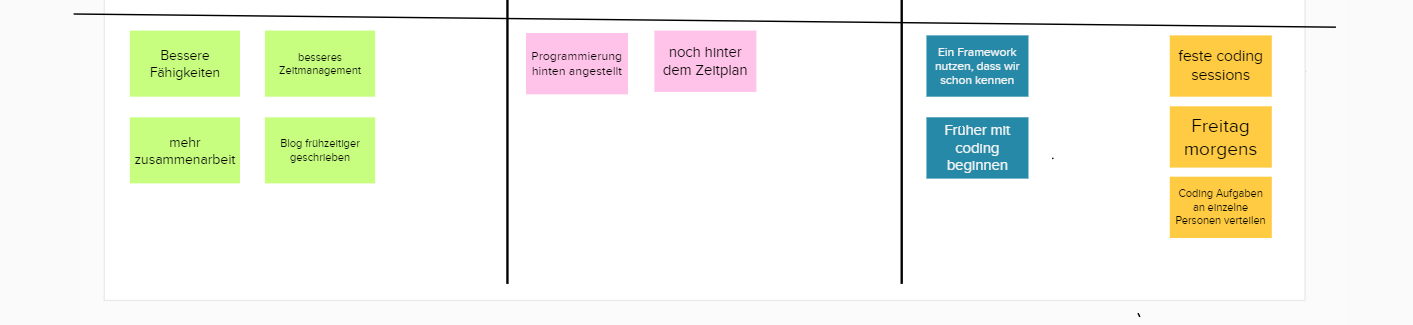 Bessere
Fähigkeiten
besseres
Zeitmanagement
mehr
zusammenarbeit
Blog frühzeitiger
geschrieben
Programmierung
hinten angestellt
noch hinter
dem Zeitplan
Ein Framework
nutzen, dass wir
schon kennen
Früher mit
coding
beginnen
feste coding
sessions
Freitag
morgens
Coding Aufgaben
an einzelne
Personen verteilen